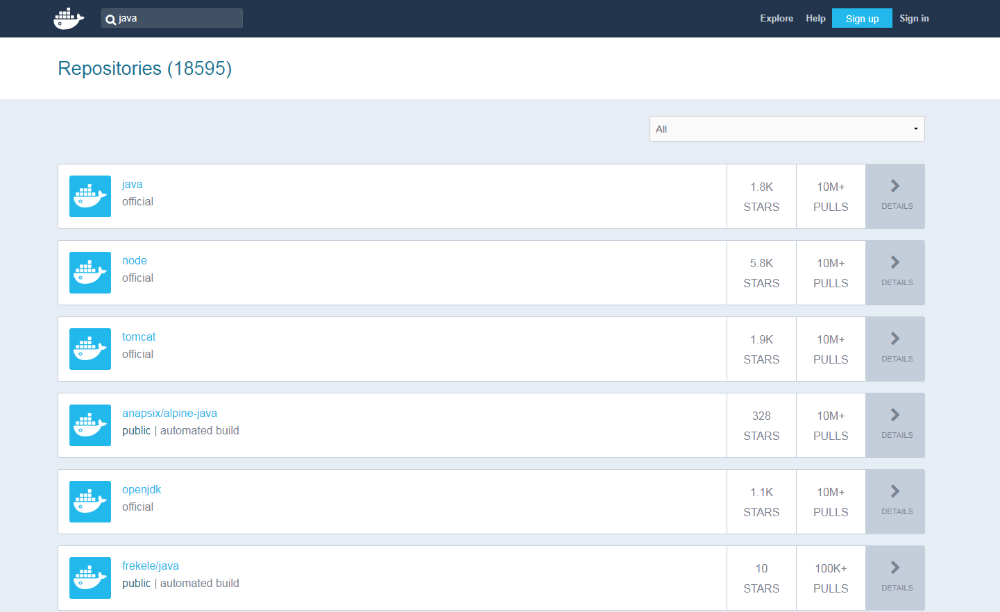 java
Explore Help Sign up Sign in
Repositories (18595)
All
java
official
1.8K
STARS
10M+
PULLS
DETAILS
node
official
5.8K
STARS
10M+
PULLS
DETAILS
tomcat
official
1.9K
STARS
10M+
PULLS
DETAILS
anapsix/alpine-java
public | automated build
328
STARS
10M+
PULLS
DETAILS
openjdk
official
1.1K
STARS
10M+
PULLS
DETAILS
frekele/java
public | automated build
10
STARS
100K+
PULLS
DETAILS